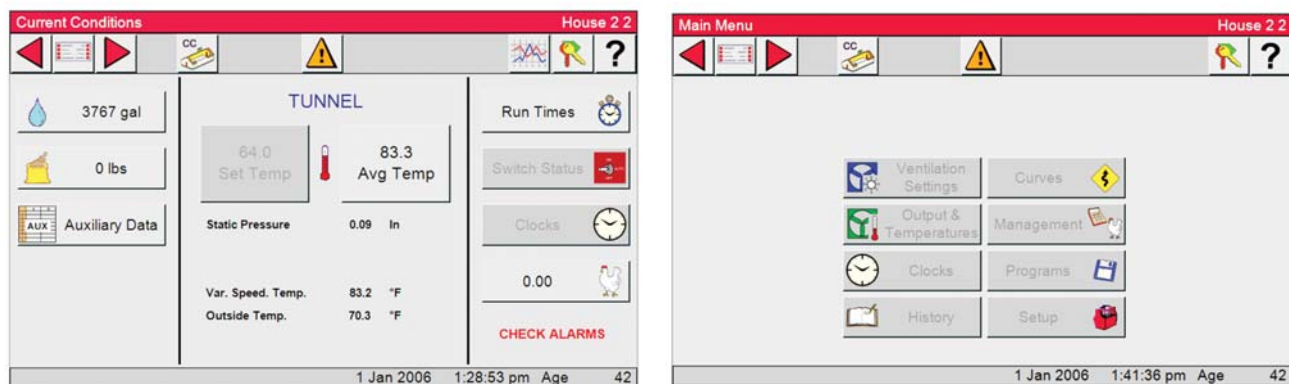 Current Conditions House 2 2
CC
?
3767 gal
0 lbs
AUX Auxiliary Data
TUNNEL
64.0
Set Temp
83.3
Avg Temp
Static Pressure 0.09 In
Var. Speed. Temp. 83.2 °F
Outside Temp. 70.3 °F
Run Times
Switch Status
Clocks
0.00
CHECK ALARMS
1 Jan 2006 1:28:53 pm Age 42
Main Menu House 2 2
CC
?
Ventilation
Settings
Curves
Output &
Temperatures
Management
Clocks
Programs
History
Setup
1 Jan 2006 1:41:36 pm Age 42